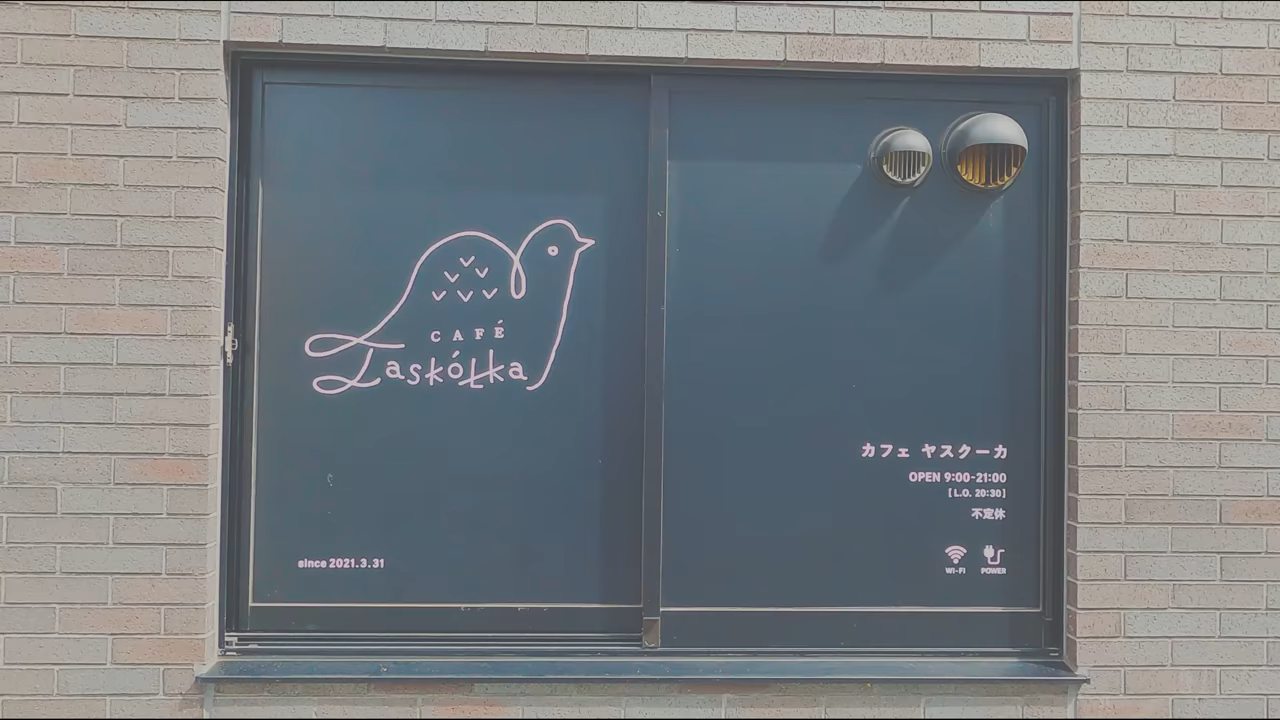 CAFÉ
Jaskółka
since 2021.3.31
カフェ ヤスクーカ
OPEN 9:00-21:00
[L.O. 20:30]
不定休
WI-FI POWER